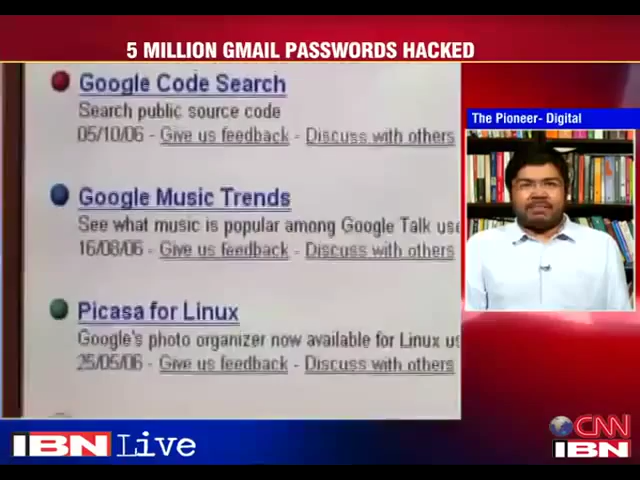 5 MILLION GMAIL PASSWORDS HACKED
Google Code Search
Search public source code
05/10/06 - Give us feedback - Discuss with others
Google Music Trends
See what music is popular among Google Talk
16/08/06 - Give us feedback - Discuss with others
Picasa for Linux
Google's photo organizer now available for Linux
25/05/06 - Give us feedback - Discuss with others
The Pioneer- Digital
IBN Live
CNN
IBN